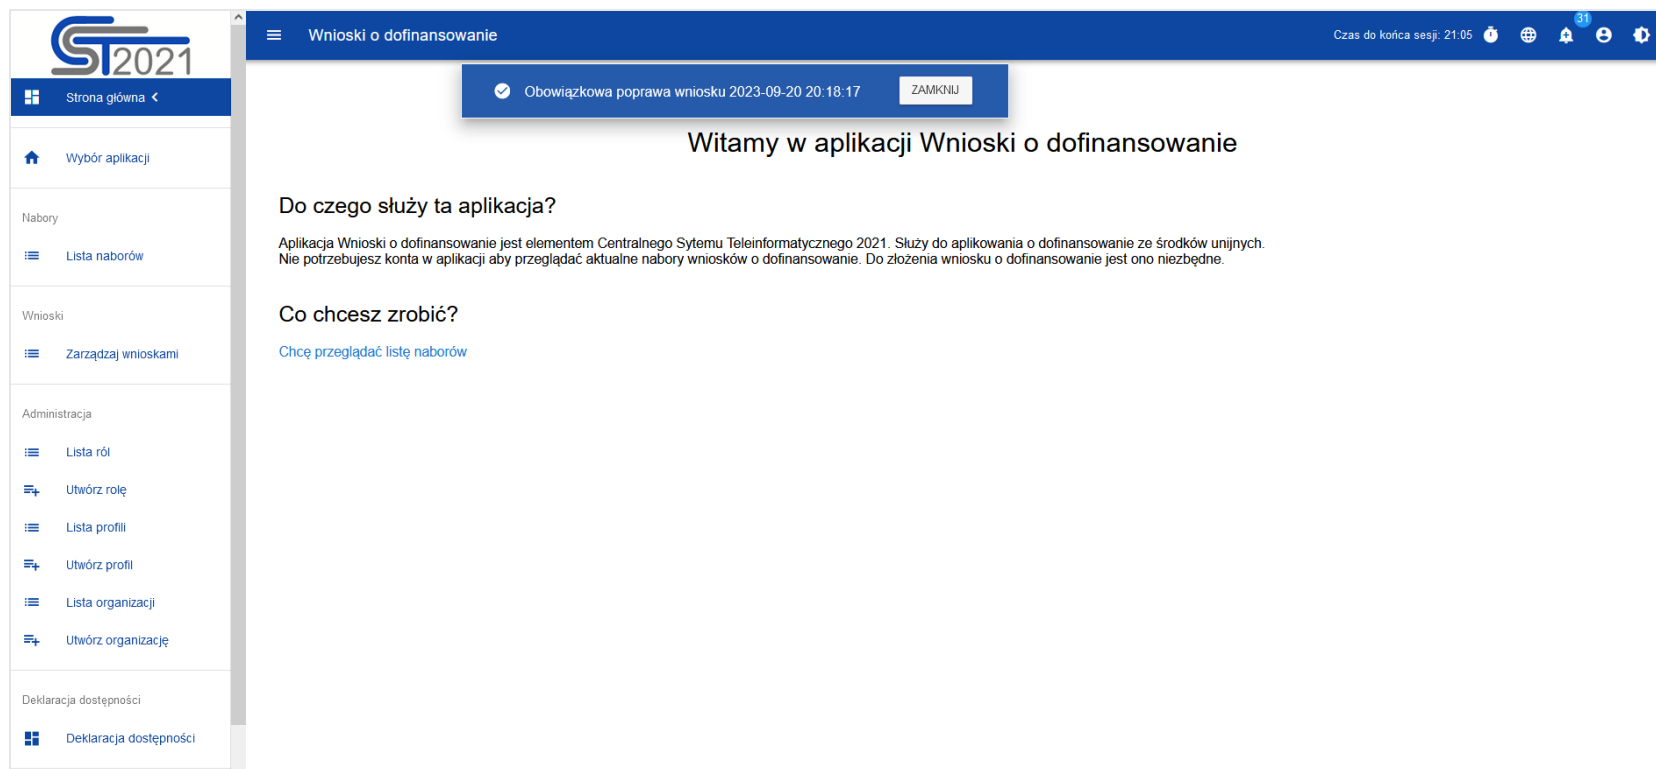 CST2021
Strona główna
Wybór aplikacji
Nabory
Lista naborów
Wnioski
Zarządzaj wnioskami
Administracja
Lista ról
Utwórz rolę
Lista profili
Utwórz profil
Lista organizacji
Utwórz organizację
Deklaracja dostępności
Deklaracja dostępności
Wnioski o dofinansowanie
Czas do końca sesji: 21:05
31
Obowiązkowa poprawa wniosku 2023-09-20 20:18:17
ZAMKNIJ
Witamy w aplikacji Wnioski o dofinansowanie
Do czego służy ta aplikacja?
Aplikacja Wnioski o dofinansowanie jest elementem Centralnego Sytemu Teleinformatycznego 2021. Służy do aplikowania o dofinansowanie ze środków unijnych.
Nie potrzebujesz konta w aplikacji aby przeglądać aktualne nabory wniosków o dofinansowanie. Do złożenia wniosku o dofinansowanie jest ono niezbędne.
Co chcesz zrobić?
Chcę przeglądać listę naborów